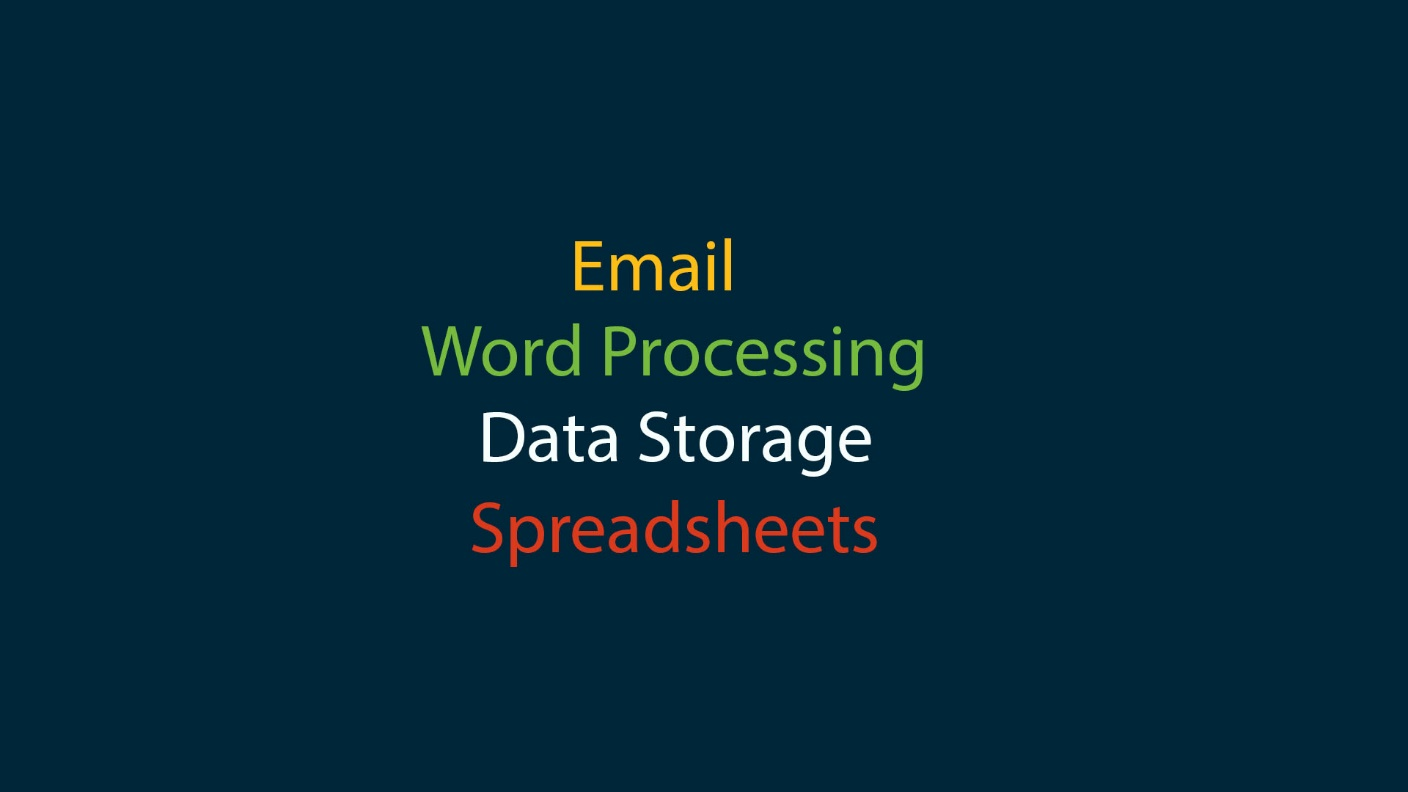 Email
Word Processing
Data Storage
Spreadsheets